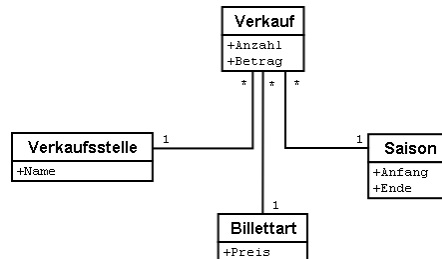 Verkauf
+Anzahl
+Betrag
* * *
1
1
Verkaufsstelle
+Name
Saison
+Anfang
+Ende
1
Billettart
+Preis